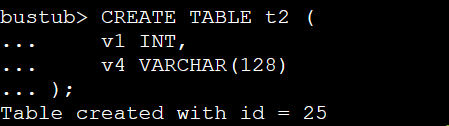 bustub> CREATE TABLE t2 (
...     v1 INT,
...     v4 VARCHAR(128)
... );
Table created with id = 25